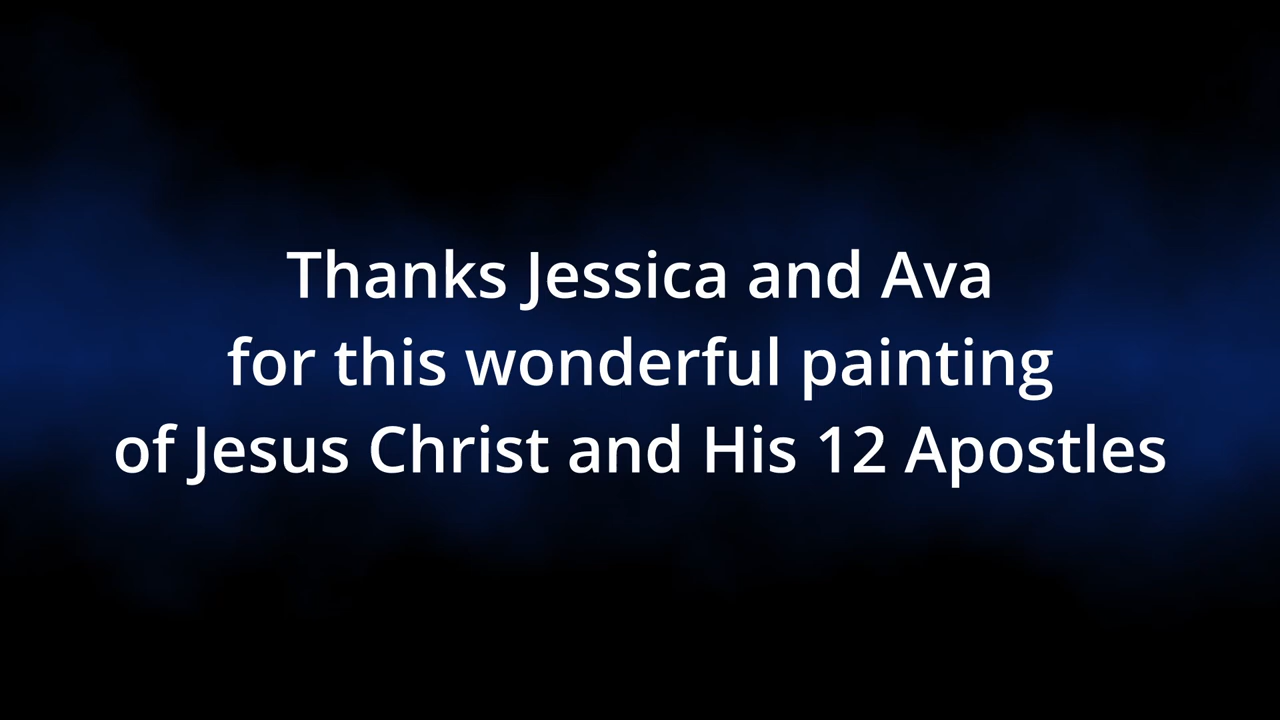 Thanks Jessica and Ava
for this wonderful painting
of Jesus Christ and His 12 Apostles